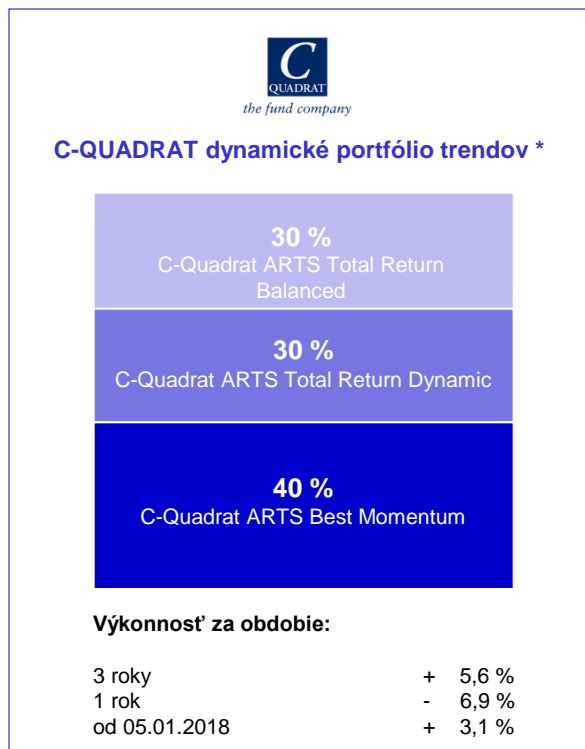 C
QUADRAT
the fund company
C-QUADRAT dynamické portfólio trendov *
30 %
C-Quadrat ARTS Total Return
Balanced
30 %
C-Quadrat ARTS Total Return Dynamic
40 %
C-Quadrat ARTS Best Momentum
Výkonnosť za obdobie:
3 roky + 5,6 %
1 rok - 6,9 %
od 05.01.2018 + 3,1 %